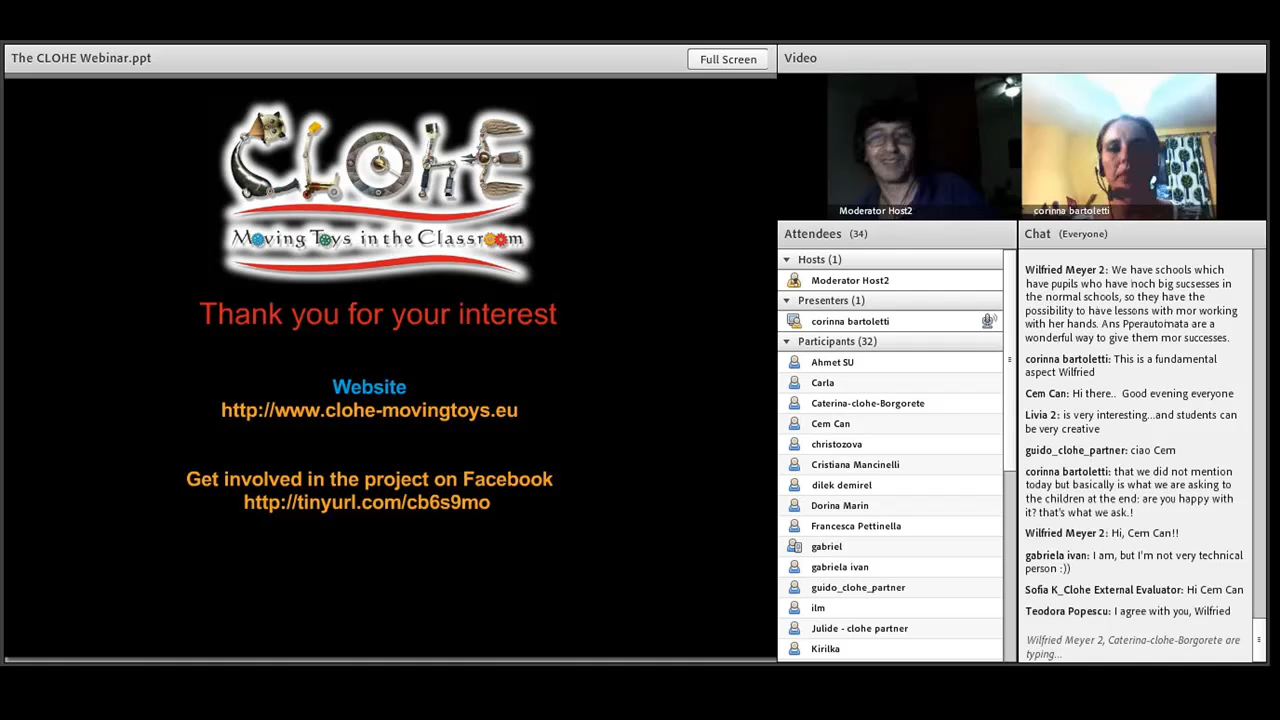 The CLOHE Webinar.ppt
Full Screen
CLOHE
Moving Toys in the Classroom
Thank you for your interest
Website
http://www.clohe-movingtoys.eu
Get involved in the project on Facebook
http://tinyurl.com/cb6s9mo
Video
Moderator Host2
corinna bartoletti
Attendees (34)
Hosts (1)
Moderator Host2
Presenters (1)
corinna bartoletti
Participants (32)
Ahmet SU
Carla
Caterina-clohe-Borgorete
Cem Can
christozova
Cristiana Mancinelli
dilek demirel
Dorina Marin
Francesca Pettinella
gabriel
gabriela ivan
guido_clohe_partner
ilm
Julide - clohe partner
Kirilka
Chat (Everyone)
Wilfried Meyer 2: We have schools which
have pupils who have noch big sucsesses in
the normal schools, so they have the
possibility to have lessons with mor working
with her hands. Ans Pperautomata are a
wonderful way to give them mor successes.
corinna bartoletti: This is a fundamental
aspect Wilfried
Cem Can: Hi there.. Good evening everyone
Livia 2: is very interesting...and students can
be very creative
guido_clohe_partner: ciao Cem
corinna bartoletti: that we did not mention
today but basically is what we are asking to
the children at the end: are you happy with
it? that's what we ask.!
Wilfried Meyer 2: Hi, Cem Can!!
gabriela ivan: I am, but I'm not very technical
person :))
Sofia K_Clohe External Evaluator: Hi Cem Can
Teodora Popescu: I agree with you, Wilfried
Wilfried Meyer 2, Caterina-clohe-Borgorete are
typing...